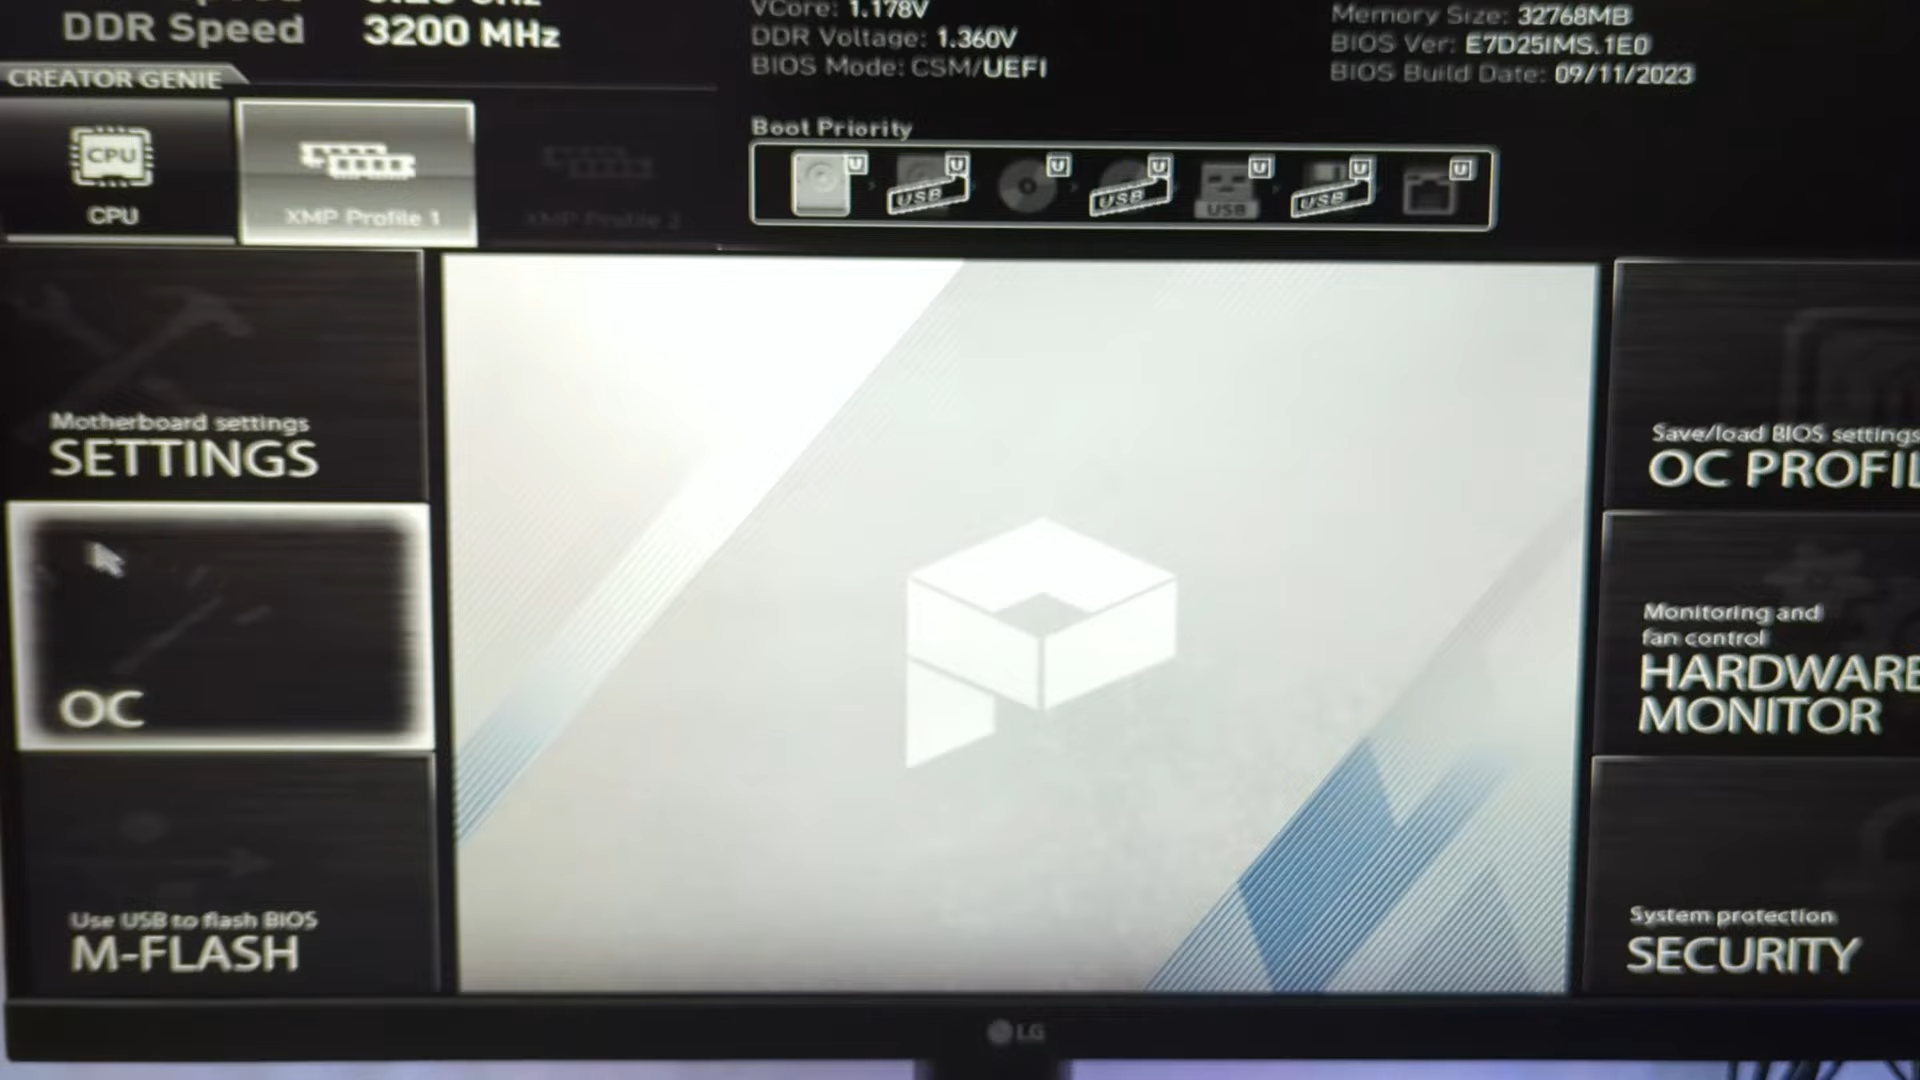 DDR Speed 3200 MHz
VCore: 1.178V
DDR Voltage: 1.360V
BIOS Mode: CSM/UEFI
Memory Size: 32768MB
BIOS Ver: E7D25IMS.1E0
BIOS Build Date: 09/11/2023
CREATOR GENIE
CPU
CPU
XMP Profile 1
XMP Profile 2
Boot Priority
U
U USB
U
U USB
U USB
U USB
U
Motherboard settings
SETTINGS
OC
Use USB to flash BIOS
M-FLASH
Save/load BIOS settings
OC PROFIL
Monitoring and
fan control
HARDWARE
MONITOR
System protection
SECURITY
LG